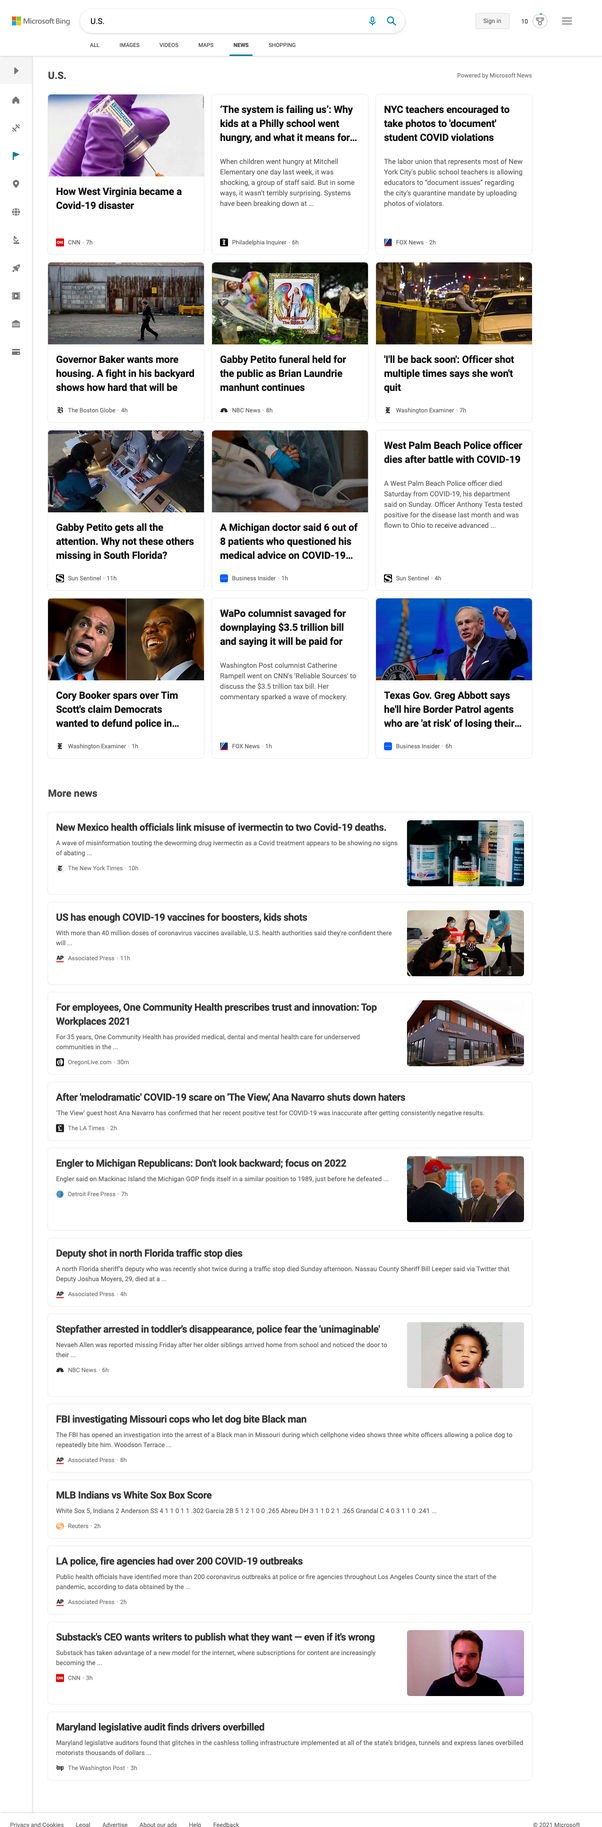 Microsoft Bing
U.S.
Sign in
10
ALL IMAGES VIDEOS MAPS NEWS SHOPPING
U.S.
Powered by Microsoft News
How West Virginia became a
Covid-19 disaster
CNN · 7h
'The system is failing us': Why
kids at a Philly school went
hungry, and what it means for...
When children went hungry at Mitchell
Elementary one day last week, it was
shocking, a group of staff said. But in some
ways, it wasn't terribly surprising. Systems
have been breaking down at ...
Philadelphia Inquirer · 6h
NYC teachers encouraged to
take photos to 'document'
student COVID violations
The labor union that represents most of New
York City's public school teachers is allowing
educators to "document issues" regarding
the city's quarantine mandate by uploading
photos of violators.
FOX News · 2h
Governor Baker wants more
housing. A fight in his backyard
shows how hard that will be
The Boston Globe · 4h
Gabby Petito funeral held for
the public as Brian Laundrie
manhunt continues
NBC News · 8h
'I'll be back soon': Officer shot
multiple times says she won't
quit
Washington Examiner · 7h
Gabby Petito gets all the
attention. Why not these others
missing in South Florida?
Sun Sentinel · 11h
A Michigan doctor said 6 out of
8 patients who questioned his
medical advice on COVID-19...
Business Insider · 1h
West Palm Beach Police officer
dies after battle with COVID-19
A West Palm Beach Police officer died
Saturday from COVID-19, his department
said on Sunday. Officer Anthony Testa tested
positive for the disease last month and was
flown to Ohio to receive advanced ...
Sun Sentinel · 4h
Cory Booker spars over Tim
Scott's claim Democrats
wanted to defund police in...
Washington Examiner · 1h
WaPo columnist savaged for
downplaying $3.5 trillion bill
and saying it will be paid for
Washington Post columnist Catherine
Rampell went on CNN's 'Reliable Sources' to
discuss the $3.5 trillion tax bill. Her
commentary sparked a wave of mockery.
FOX News · 1h
Texas Gov. Greg Abbott says
he'll hire Border Patrol agents
who are 'at risk' of losing their...
Business Insider · 6h
More news
New Mexico health officials link misuse of ivermectin to two Covid-19 deaths.
A wave of misinformation touting the deworming drug ivermectin as a Covid treatment appears to be showing no signs
of abating ...
The New York Times · 10h
US has enough COVID-19 vaccines for boosters, kids shots
With more than 40 million doses of coronavirus vaccines available, U.S. health authorities said they're confident there
will ...
AP Associated Press · 11h
For employees, One Community Health prescribes trust and innovation: Top
Workplaces 2021
For 35 years, One Community Health has provided medical, dental and mental health care for underserved
communities in the ...
OregonLive.com · 30m
After 'melodramatic' COVID-19 scare on 'The View,' Ana Navarro shuts down haters
'The View' guest host Ana Navarro has confirmed that her recent positive test for COVID-19 was inaccurate after getting consistently negative results.
The LA Times · 2h
Engler to Michigan Republicans: Don't look backward; focus on 2022
Engler said on Mackinac Island the Michigan GOP finds itself in a similar position to 1989, just before he defeated ...
Detroit Free Press · 7h
Deputy shot in north Florida traffic stop dies
A north Florida sheriff's deputy who was recently shot twice during a traffic stop died Sunday afternoon. Nassau County Sheriff Bill Leeper said via Twitter that
Deputy Joshua Moyers, 29, died at a ...
AP Associated Press · 4h
Stepfather arrested in toddler's disappearance, police fear the 'unimaginable'
Nevaeh Allen was reported missing Friday after her older siblings arrived home from school and noticed the door to
their ...
NBC News · 6h
FBI investigating Missouri cops who let dog bite Black man
The FBI has opened an investigation into the arrest of a Black man in Missouri during which cellphone video shows three white officers allowing a police dog to
repeatedly bite him. Woodson Terrace ...
AP Associated Press · 8h
MLB Indians vs White Sox Box Score
White Sox 5, Indians 2 Anderson SS 4 1 1 0 1 1 .302 Garcia 2B 5 1 2 1 0 0 .265 Abreu DH 3 1 1 0 2 1 .265 Grandal C 4 0 3 1 1 0 .241 ...
Reuters · 2h
LA police, fire agencies had over 200 COVID-19 outbreaks
Public health officials have identified more than 200 coronavirus outbreaks at police or fire agencies throughout Los Angeles County since the start of the
pandemic, according to data obtained by the ...
AP Associated Press · 2h
Substack's CEO wants writers to publish what they want — even if it's wrong
Substack has taken advantage of a new model for the internet, where subscriptions for content are increasingly
becoming the ...
CNN · 3h
Maryland legislative audit finds drivers overbilled
Maryland legislative auditors found that glitches in the cashless tolling infrastructure implemented at all of the state's bridges, tunnels and express lanes overbilled
motorists thousands of dollars ...
wp The Washington Post · 3h
Privacy and Cookies Legal Advertise About our ads Help Feedback
© 2021 Microsoft